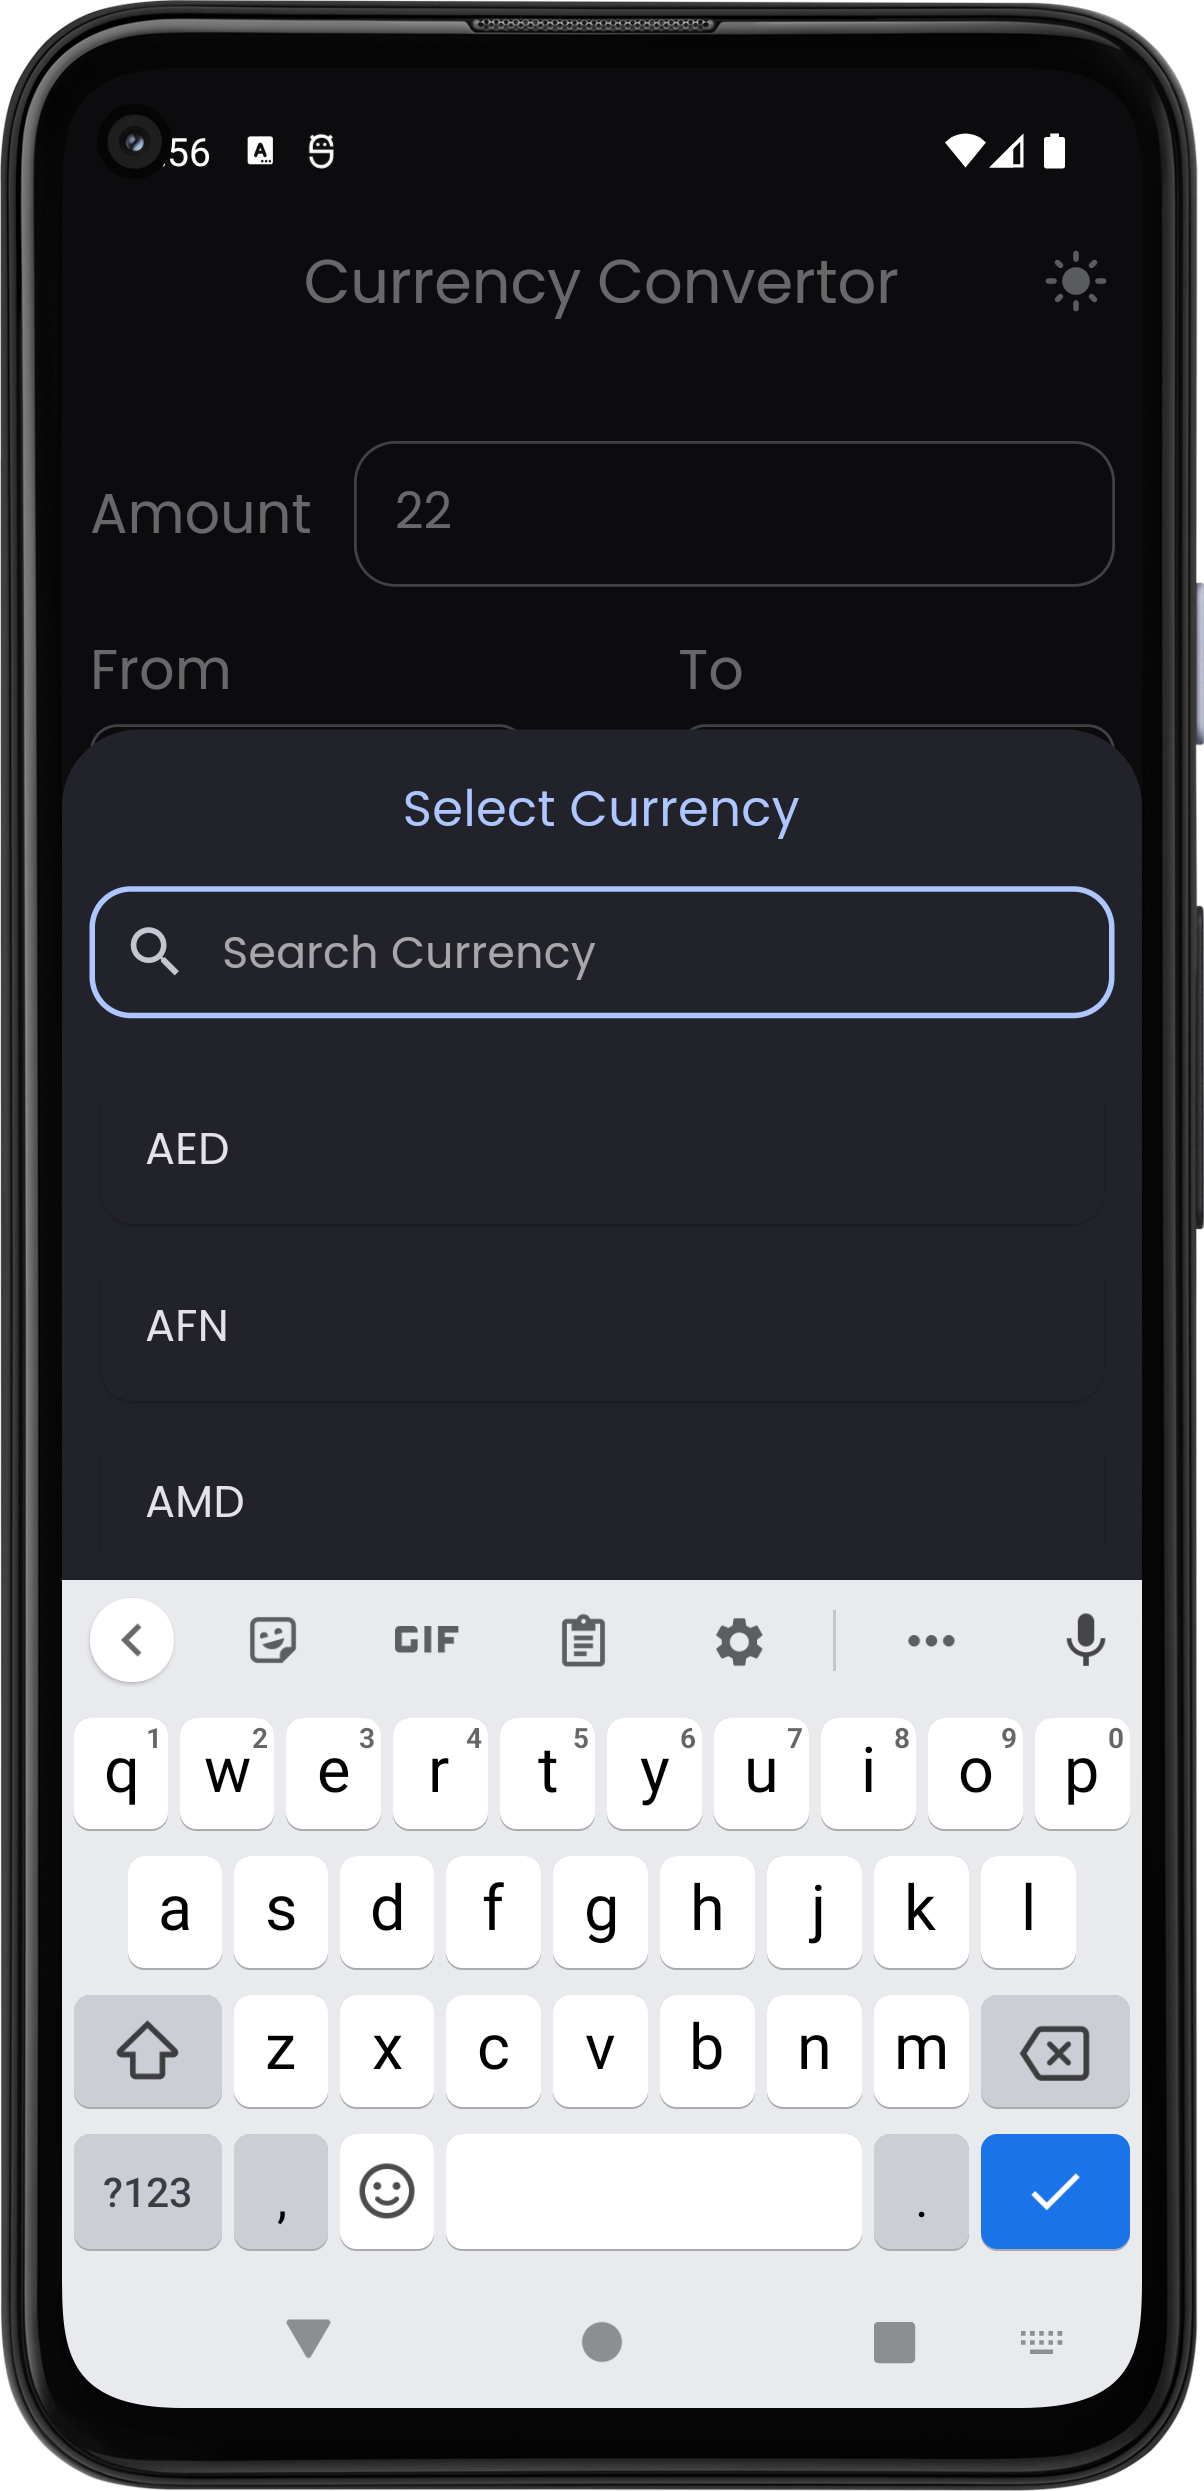 :56
Currency Convertor
Amount 22
From To
Select Currency
Search Currency
AED
AFN
AMD
GIF
q 1 w 2 e 3 r 4 t 5 y 6 u 7 i 8 o 9 p 0
a s d f g h j k l
z x c v b n m
?123 , .